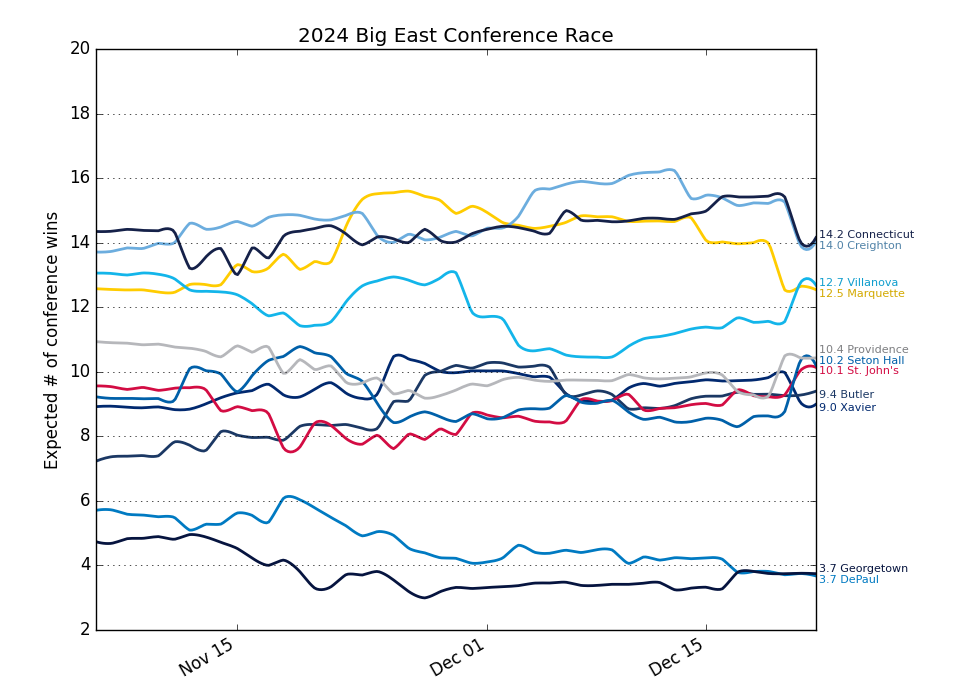 2024 Big East Conference Race
Expected # of conference wins
20
18
16
14
12
10
8
6
4
2
14.2 Connecticut
14.0 Creighton
12.7 Villanova
12.5 Marquette
10.4 Providence
10.2 Seton Hall
10.1 St. John's
9.4 Butler
9.0 Xavier
3.7 Georgetown
3.7 DePaul
Nov 15
Dec 01
Dec 15